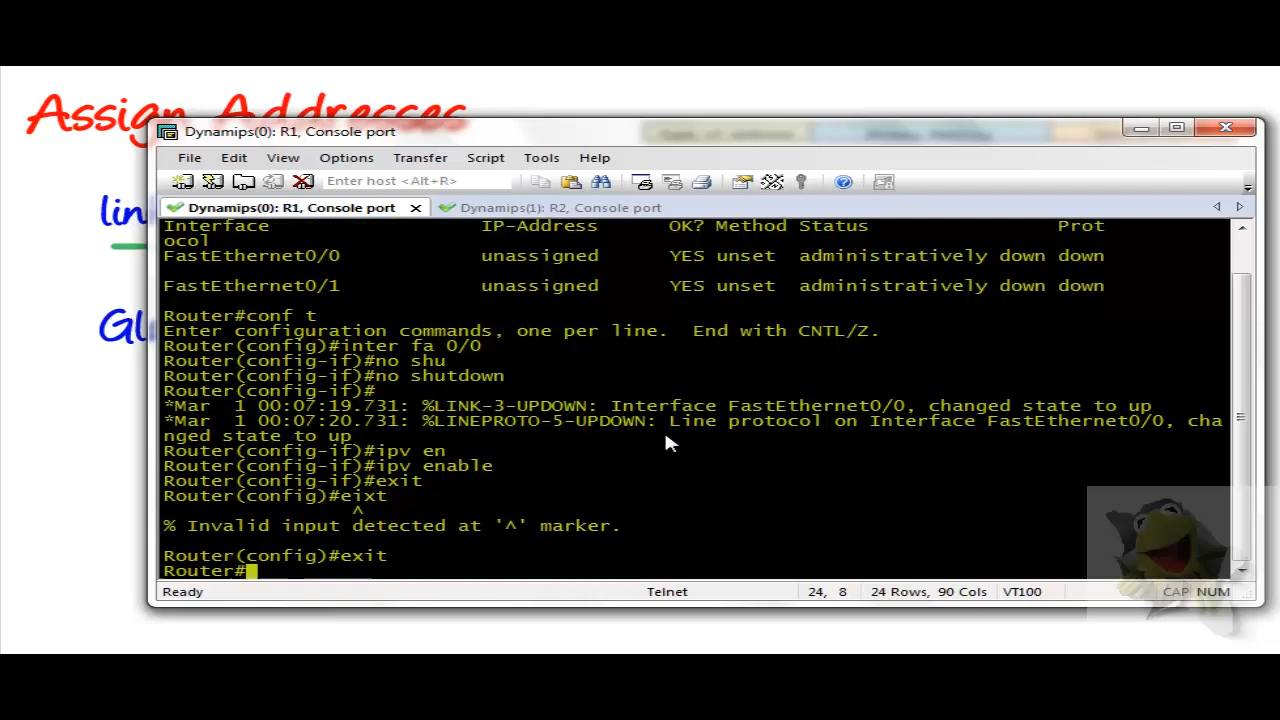 Assign Addresses
Dynamips(0): R1, Console port
File Edit View Options Transfer Script Tools Help
Enter host <Alt+R>
Dynamips(0): R1, Console port Dynamips(1): R2, Console port
lin
Gl
Interface IP-Address OK? Method Status Prot
ocol
FastEthernet0/0 unassigned YES unset administratively down down
FastEthernet0/1 unassigned YES unset administratively down down
Router#conf t
Enter configuration commands, one per line. End with CNTL/Z.
Router(config)#inter fa 0/0
Router(config-if)#no shu
Router(config-if)#no shutdown
Router(config-if)#
*Mar 1 00:07:19.731: %LINK-3-UPDOWN: Interface FastEthernet0/0, changed state to up
*Mar 1 00:07:20.731: %LINEPROTO-5-UPDOWN: Line protocol on Interface FastEthernet0/0, cha
nged state to up
Router(config-if)#ipv en
Router(config-if)#ipv enable
Router(config-if)#exit
Router(config)#eixt
^
% Invalid input detected at '^' marker.
Router(config)#exit
Router#
Ready Telnet 24, 8 24 Rows, 90 Cols VT100 CAP NUM